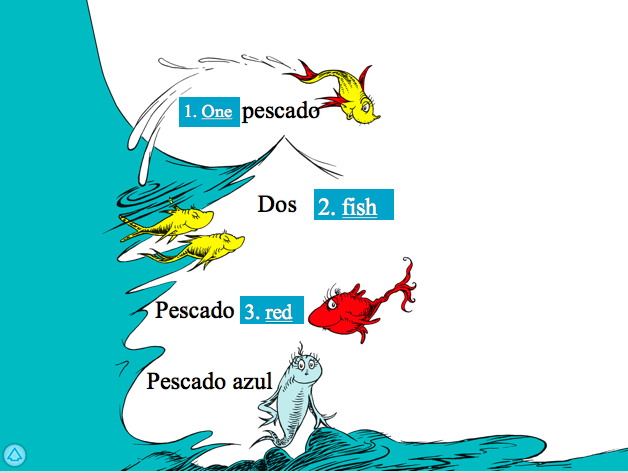 1. One pescado
Dos 2. fish
Pescado 3. red
Pescado azul